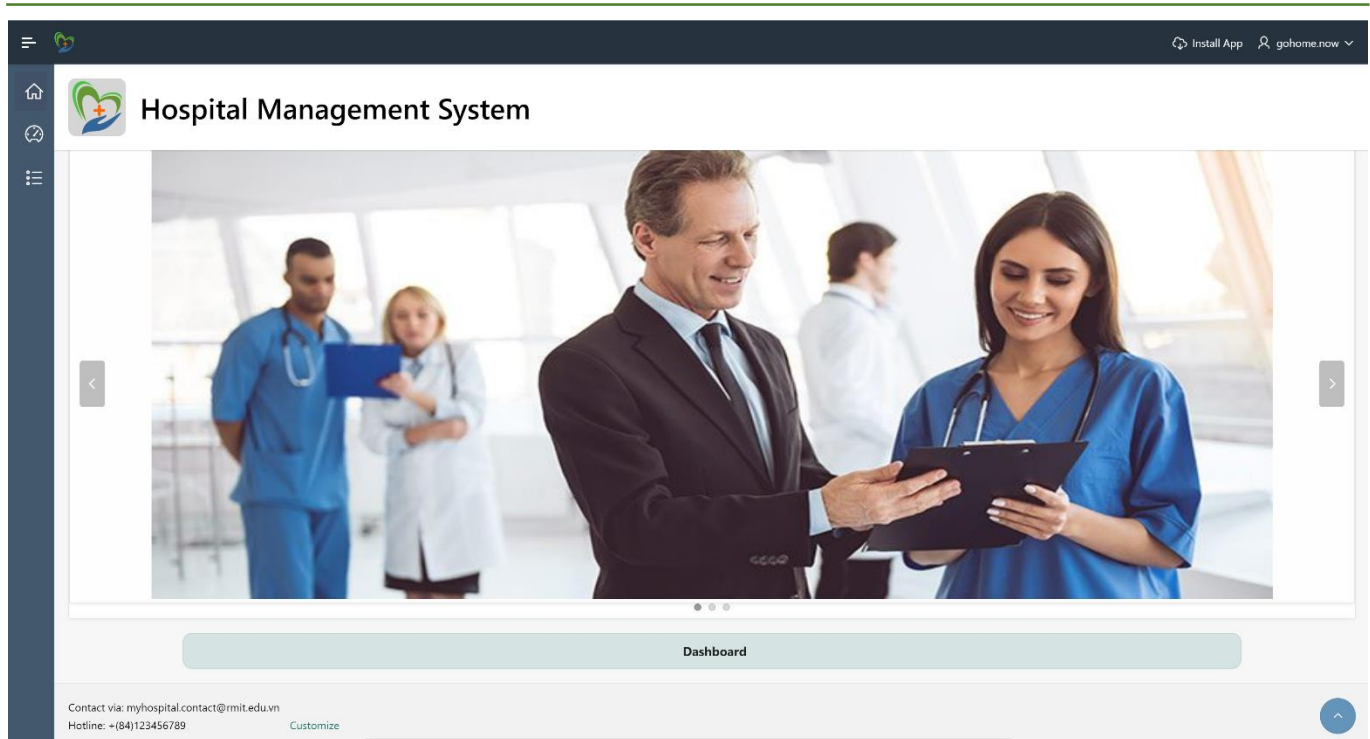 Install App gohome.now
Hospital Management System
Dashboard
Contact via: myhospital.contact@rmit.edu.vn
Hotline: +(84)123456789 Customize